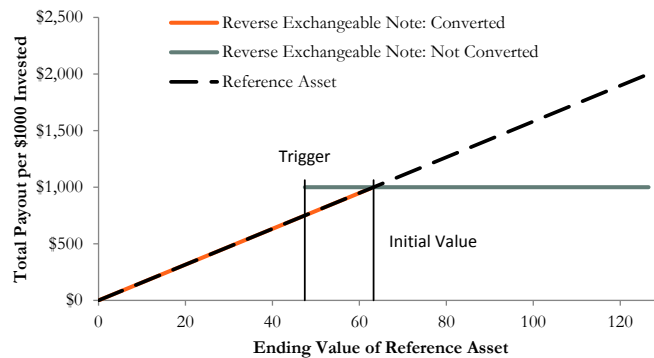 $2,500
$2,000
$1,500
$1,000
$500
$0
Total Payout per $1000 Invested
Reverse Exchangeable Note: Converted
Reverse Exchangeable Note: Not Converted
Reference Asset
Trigger
Initial Value
0 20 40 60 80 100 120
Ending Value of Reference Asset